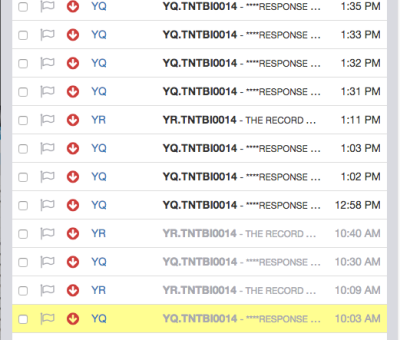 YQ YQ.TNTBI0014 - ****RESPONSE ... 1:35 PM
YQ YQ.TNTBI0014 - ****RESPONSE ... 1:33 PM
YQ YQ.TNTBI0014 - ****RESPONSE ... 1:32 PM
YQ YQ.TNTBI0014 - ****RESPONSE ... 1:31 PM
YR YR.TNTBI0014 - THE RECORD ... 1:11 PM
YQ YQ.TNTBI0014 - ****RESPONSE ... 1:03 PM
YQ YQ.TNTBI0014 - ****RESPONSE ... 1:02 PM
YQ YQ.TNTBI0014 - ****RESPONSE ... 12:58 PM
YR YR.TNTBI0014 - THE RECORD ... 10:40 AM
YQ YQ.TNTBI0014 - ****RESPONSE ... 10:30 AM
YR YR.TNTBI0014 - THE RECORD ... 10:09 AM
YQ YQ.TNTBI0014 - ****RESPONSE ... 10:03 AM